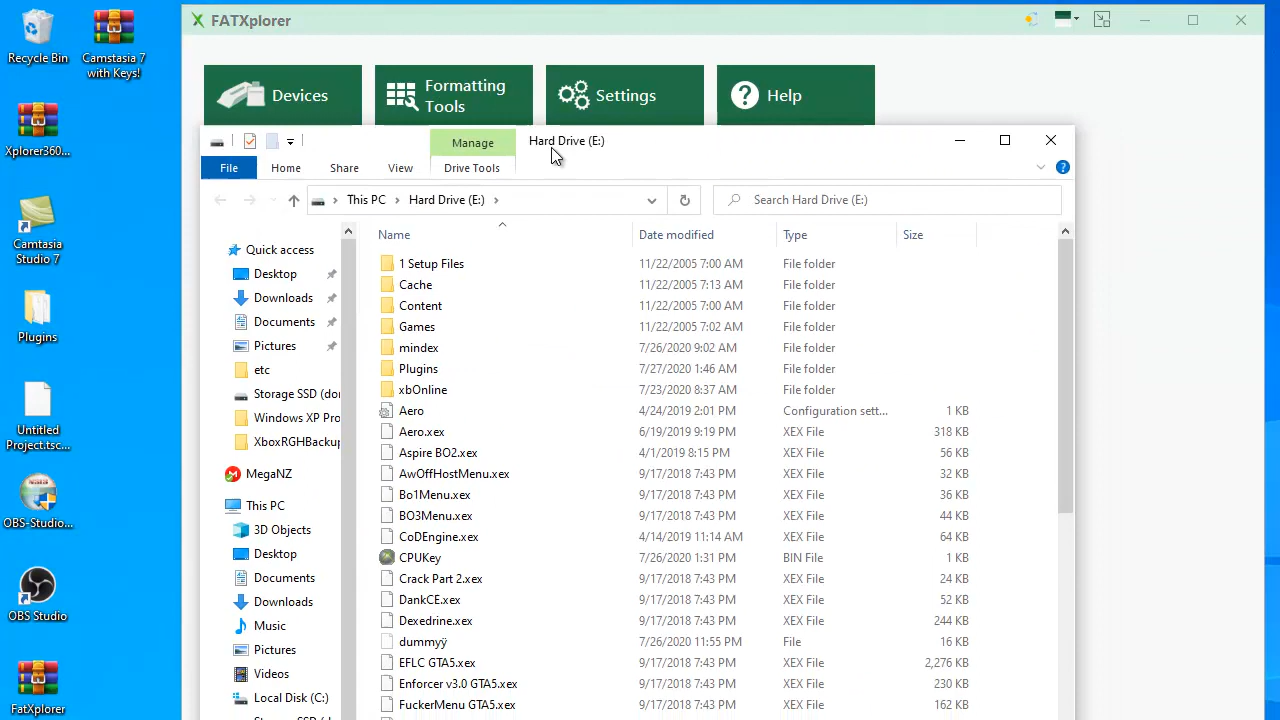 Recycle Bin
Camstasia 7
with Keys!
Xplorer360...
Camtasia
Studio 7
Plugins
Untitled
Project.tsc...
OBS-Studio...
OBS Studio
FatXplorer
FATXplorer
Devices
Formatting
Tools
Settings
Help
Manage
Hard Drive (E:)
File
Home
Share
View
Drive Tools
This PC
Hard Drive (E:)
Search Hard Drive (E:)
Quick access
Desktop
Downloads
Documents
Pictures
etc
Storage SSD (do
Windows XP Pro
XboxRGHBackup
MegaNZ
This PC
3D Objects
Desktop
Documents
Downloads
Music
Pictures
Videos
Local Disk (C:)
Name Date modified Type Size
1 Setup Files 11/22/2005 7:00 AM File folder
Cache 11/22/2005 7:13 AM File folder
Content 11/22/2005 7:00 AM File folder
Games 11/22/2005 7:02 AM File folder
mindex 7/26/2020 9:02 AM File folder
Plugins 7/27/2020 1:46 AM File folder
xbOnline 7/23/2020 8:37 AM File folder
Aero 4/24/2019 2:01 PM Configuration sett... 1 KB
Aero.xex 6/19/2019 9:19 PM XEX File 318 KB
Aspire BO2.xex 4/1/2019 8:15 PM XEX File 56 KB
AwOffHostMenu.xex 9/17/2018 7:43 PM XEX File 32 KB
Bo1Menu.xex 9/17/2018 7:43 PM XEX File 36 KB
BO3Menu.xex 9/17/2018 7:43 PM XEX File 44 KB
CoDEngine.xex 4/14/2019 11:14 AM XEX File 64 KB
CPUKey 7/26/2020 1:31 PM BIN File 1 KB
Crack Part 2.xex 9/17/2018 7:43 PM XEX File 24 KB
DankCE.xex 9/17/2018 7:43 PM XEX File 52 KB
Dexedrine.xex 9/17/2018 7:43 PM XEX File 244 KB
dummyÿ 7/26/2020 11:55 PM File 16 KB
EFLC GTA5.xex 9/17/2018 7:43 PM XEX File 2,276 KB
Enforcer v3.0 GTA5.xex 9/17/2018 7:43 PM XEX File 230 KB
FuckerMenu GTA5.xex 9/17/2018 7:43 PM XEX File 162 KB